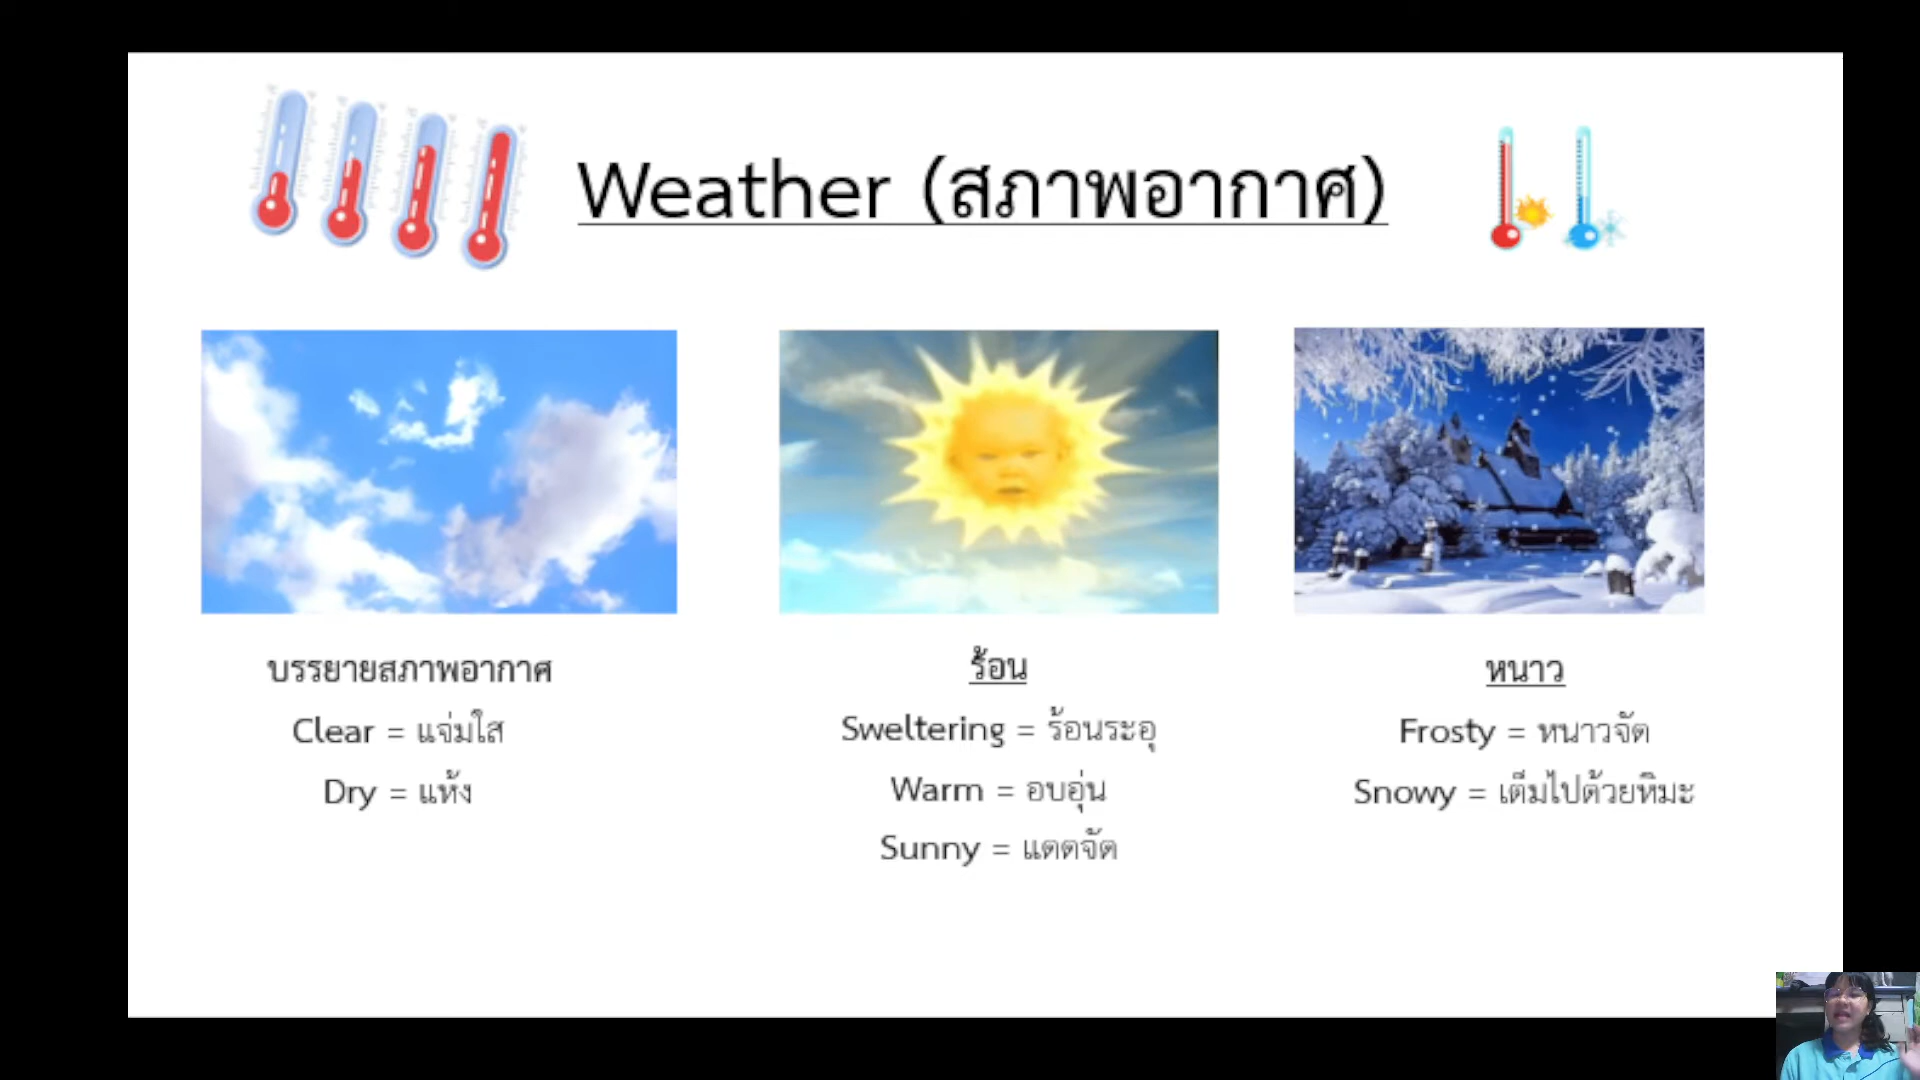 Weather (สภาพอากาศ)
บรรยายสภาพอากาศ
Clear = แจ่มใส
Dry = แห้ง
ร้อน
Sweltering = ร้อนระอุ
Warm = อบอุ่น
Sunny = แดดจัด
หนาว
Frosty = หนาวจัด
Snowy = เต็มไปด้วยหิมะ